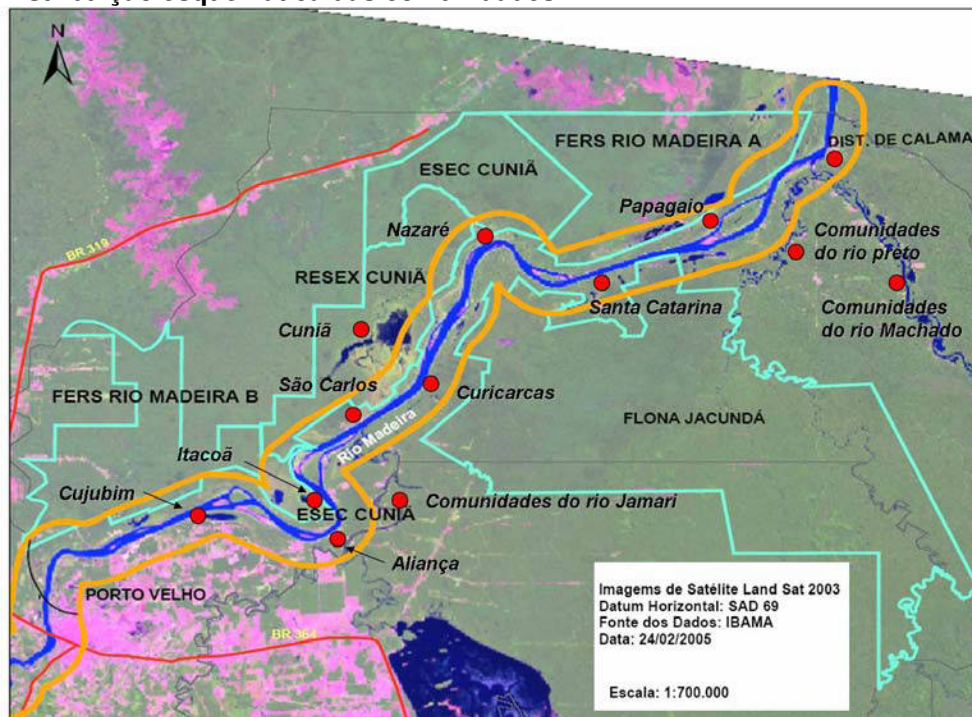 N
FERS RIO MADEIRA A
DIST. DE CALAMA
ESEC CUNIÃ
Papagaio
Nazaré
Comunidades
do rio preto
BR 319
RESEX CUNIÃ
Santa Catarina
Comunidades
do rio Machado
Cuniã
São Carlos
Curicarcas
FERS RIO MADEIRA B
FLONA JACUNDÁ
Rio Madeira
Itacoã
Cujubim
Comunidades do rio Jamari
ESEC CUNIÃ
Aliança
PORTO VELHO
BR 364
Imagems de Satélite Land Sat 2003
Datum Horizontal: SAD 69
Fonte dos Dados: IBAMA
Data: 24/02/2005
Escala: 1:700.000